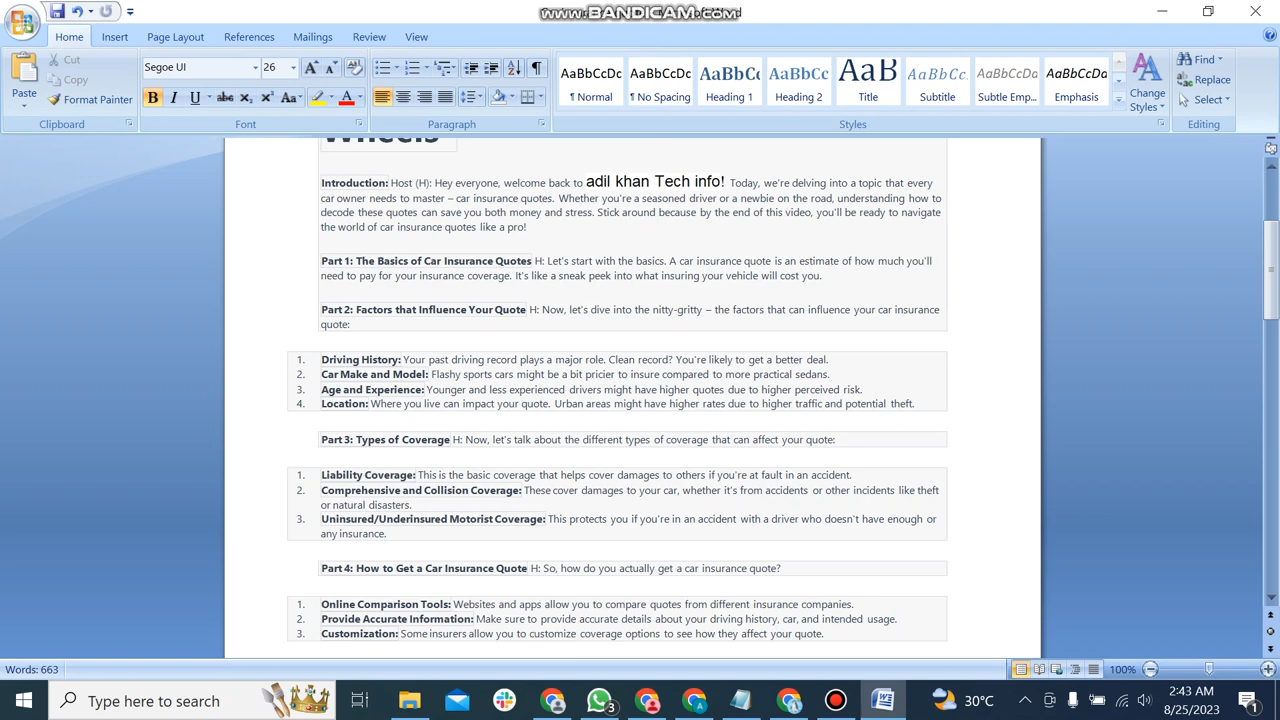 www.BANDICAM.com
Home Insert Page Layout References Mailings Review View
Paste
Cut
Copy
Format Painter
Clipboard
Segoe UI 26
Font
Paragraph
AaBbCcDc AaBbCcDc AaBbCc AaBbCc AaB AaBbCc. AaBbCcDa AaBbCcDc
¶ Normal ¶ No Spacing Heading 1 Heading 2 Title Subtitle Subtle Emp... Emphasis
Change Styles
Styles
Find
Replace
Select
Editing
Wheels
Introduction: Host (H): Hey everyone, welcome back to adil khan Tech info! Today, we're delving into a topic that every
car owner needs to master – car insurance quotes. Whether you're a seasoned driver or a newbie on the road, understanding how to
decode these quotes can save you both money and stress. Stick around because by the end of this video, you'll be ready to navigate
the world of car insurance quotes like a pro!
Part 1: The Basics of Car Insurance Quotes H: Let's start with the basics. A car insurance quote is an estimate of how much you'll
need to pay for your insurance coverage. It's like a sneak peek into what insuring your vehicle will cost you.
Part 2: Factors that Influence Your Quote H: Now, let's dive into the nitty-gritty – the factors that can influence your car insurance
quote:
1. Driving History: Your past driving record plays a major role. Clean record? You're likely to get a better deal.
2. Car Make and Model: Flashy sports cars might be a bit pricier to insure compared to more practical sedans.
3. Age and Experience: Younger and less experienced drivers might have higher quotes due to higher perceived risk.
4. Location: Where you live can impact your quote. Urban areas might have higher rates due to higher traffic and potential theft.
Part 3: Types of Coverage H: Now, let's talk about the different types of coverage that can affect your quote:
1. Liability Coverage: This is the basic coverage that helps cover damages to others if you're at fault in an accident.
2. Comprehensive and Collision Coverage: These cover damages to your car, whether it's from accidents or other incidents like theft
or natural disasters.
3. Uninsured/Underinsured Motorist Coverage: This protects you if you're in an accident with a driver who doesn't have enough or
any insurance.
Part 4: How to Get a Car Insurance Quote H: So, how do you actually get a car insurance quote?
1. Online Comparison Tools: Websites and apps allow you to compare quotes from different insurance companies.
2. Provide Accurate Information: Make sure to provide accurate details about your driving history, car, and intended usage.
3. Customization: Some insurers allow you to customize coverage options to see how they affect your quote.
Words: 663
100%
Type here to search
30°C
2:43 AM
8/25/2023